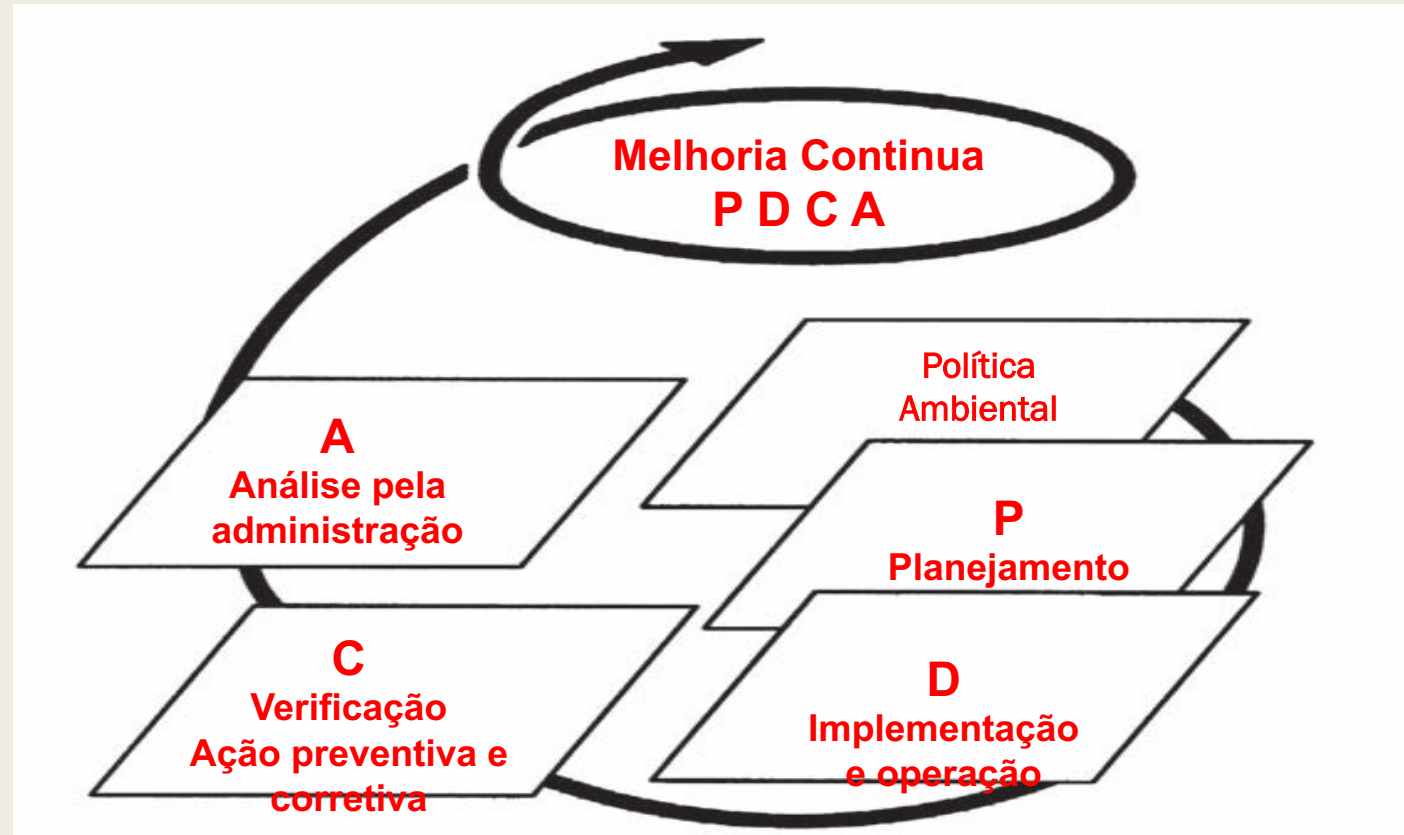 Melhoria Continua
P D C A
Política
Ambiental
P
Planejamento
D
Implementação
e operação
C
Verificação
Ação preventiva e
corretiva
A
Análise pela
administração